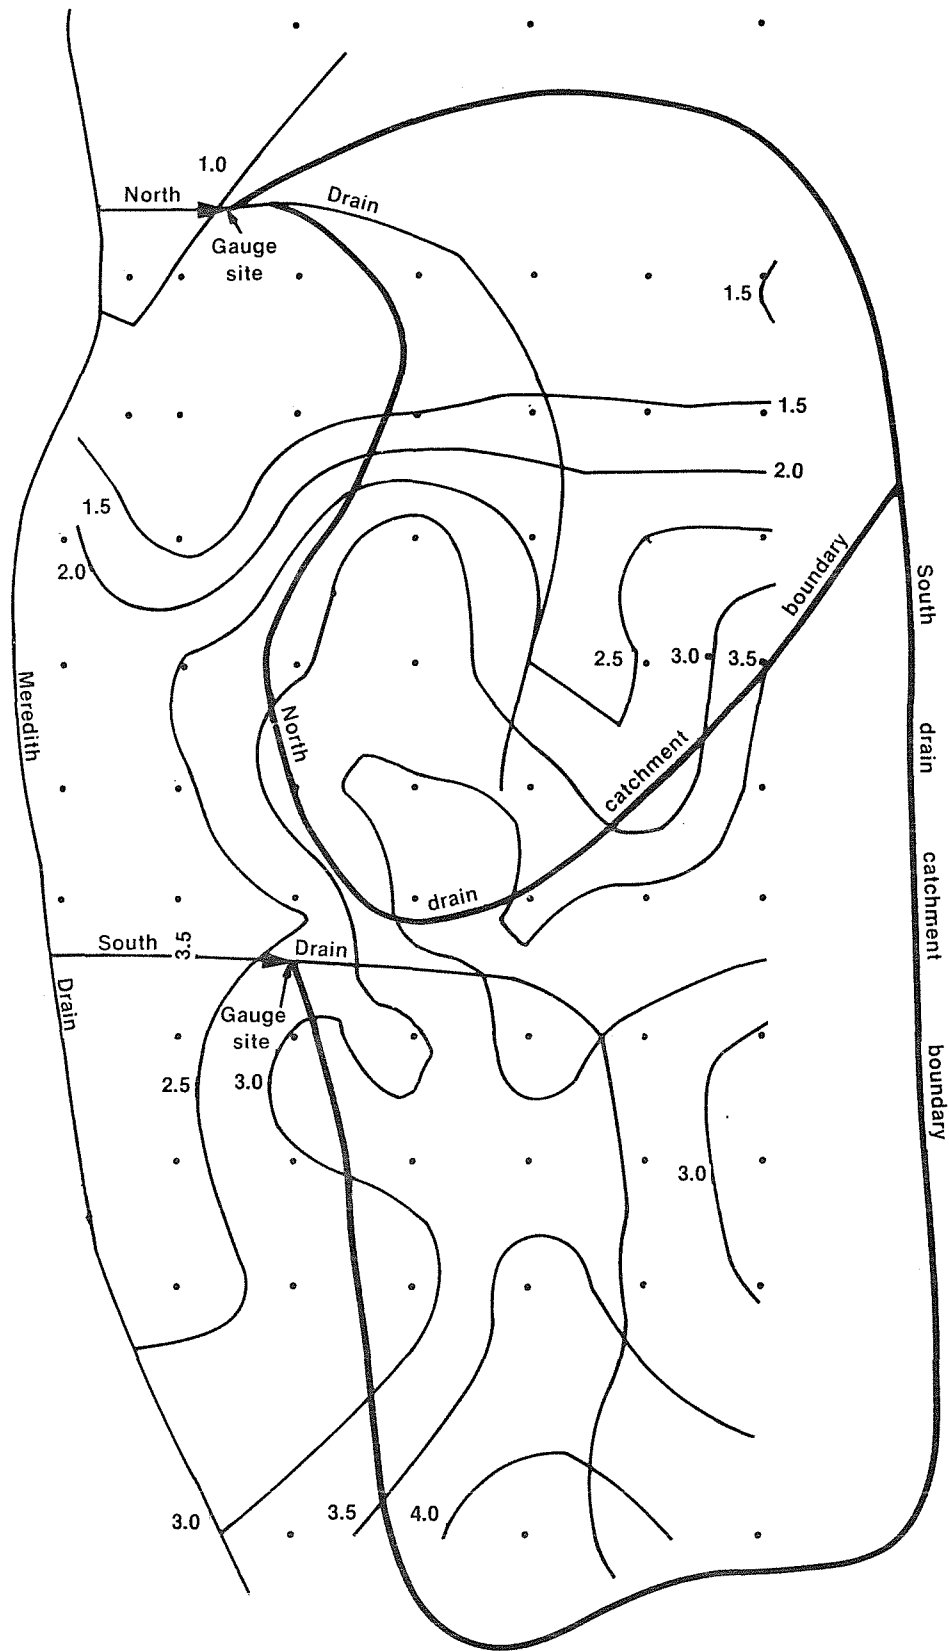 1.0
North
Drain
Gauge
site
1.5
1.5
2.0
1.5
2.0
boundary
South
2.5
3.0
3.5
Meredith
North
catchment
drain
drain
catchment
South
3.5
Drain
Drain
Gauge
site
2.5
3.0
boundary
3.0
3.0
3.5
4.0